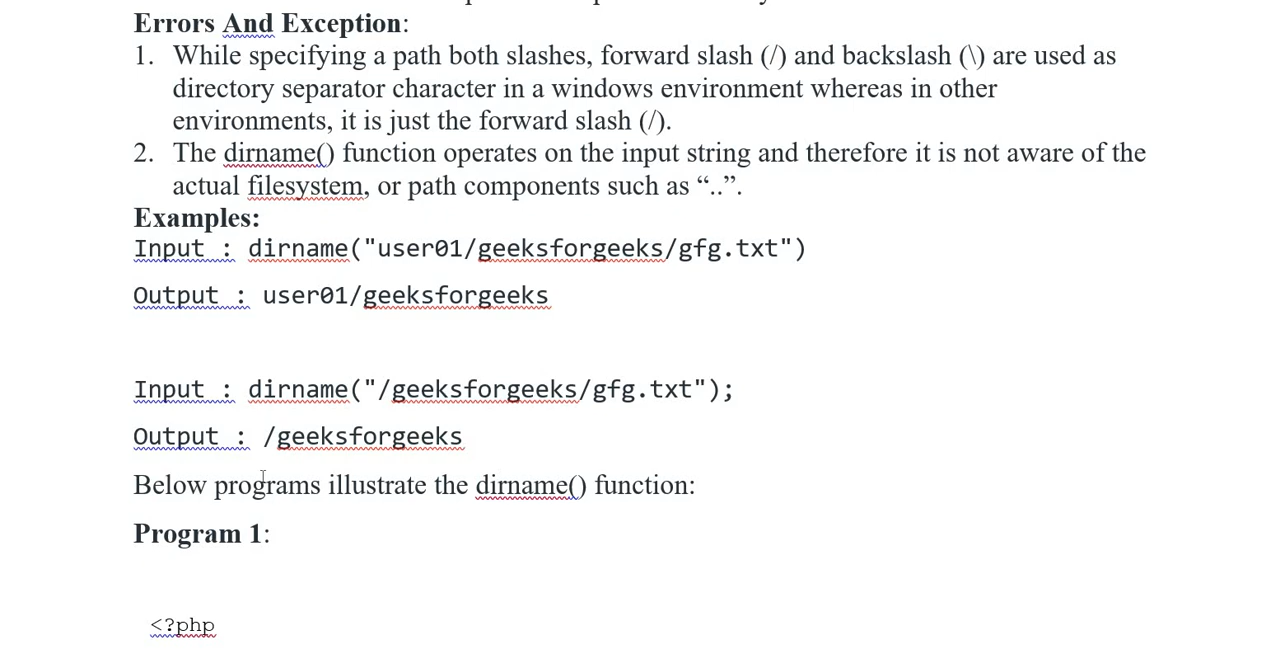 Errors And Exception:
1. While specifying a path both slashes, forward slash (/) and backslash (\) are used as
directory separator character in a windows environment whereas in other
environments, it is just the forward slash (/).
2. The dirname() function operates on the input string and therefore it is not aware of the
actual filesystem, or path components such as “..”.
Examples:
Input : dirname("user01/geeksforgeeks/gfg.txt")
Output : user01/geeksforgeeks
Input : dirname("/geeksforgeeks/gfg.txt");
Output : /geeksforgeeks
Below programs illustrate the dirname() function:
Program 1:
<?php